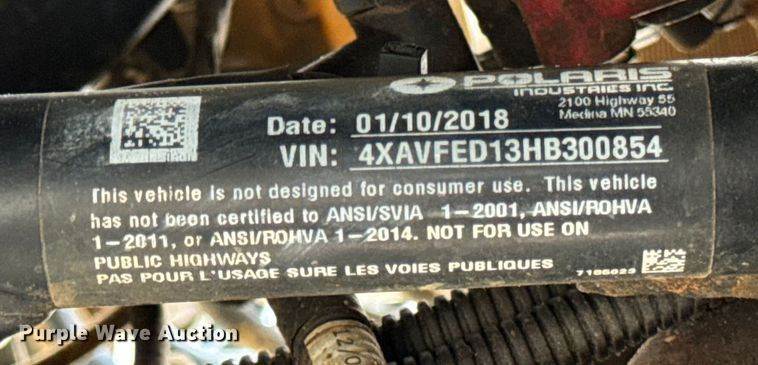 POLARIS
INDUSTRIES INC.
2100 Highway 55
Medina MN 55340
Date: 01/10/2018
VIN: 4XAVFED13HB300854
This vehicle is not designed for consumer use. This vehicle
has not been certified to ANSI/SVIA 1-2001, ANSI/ROHVA
1-2011, or ANSI/ROHVA 1-2014. NOT FOR USE ON
PUBLIC HIGHWAYS
PAS POUR L'USAGE SURE LES VOIES PUBLIQUES
Purple Wave Auction